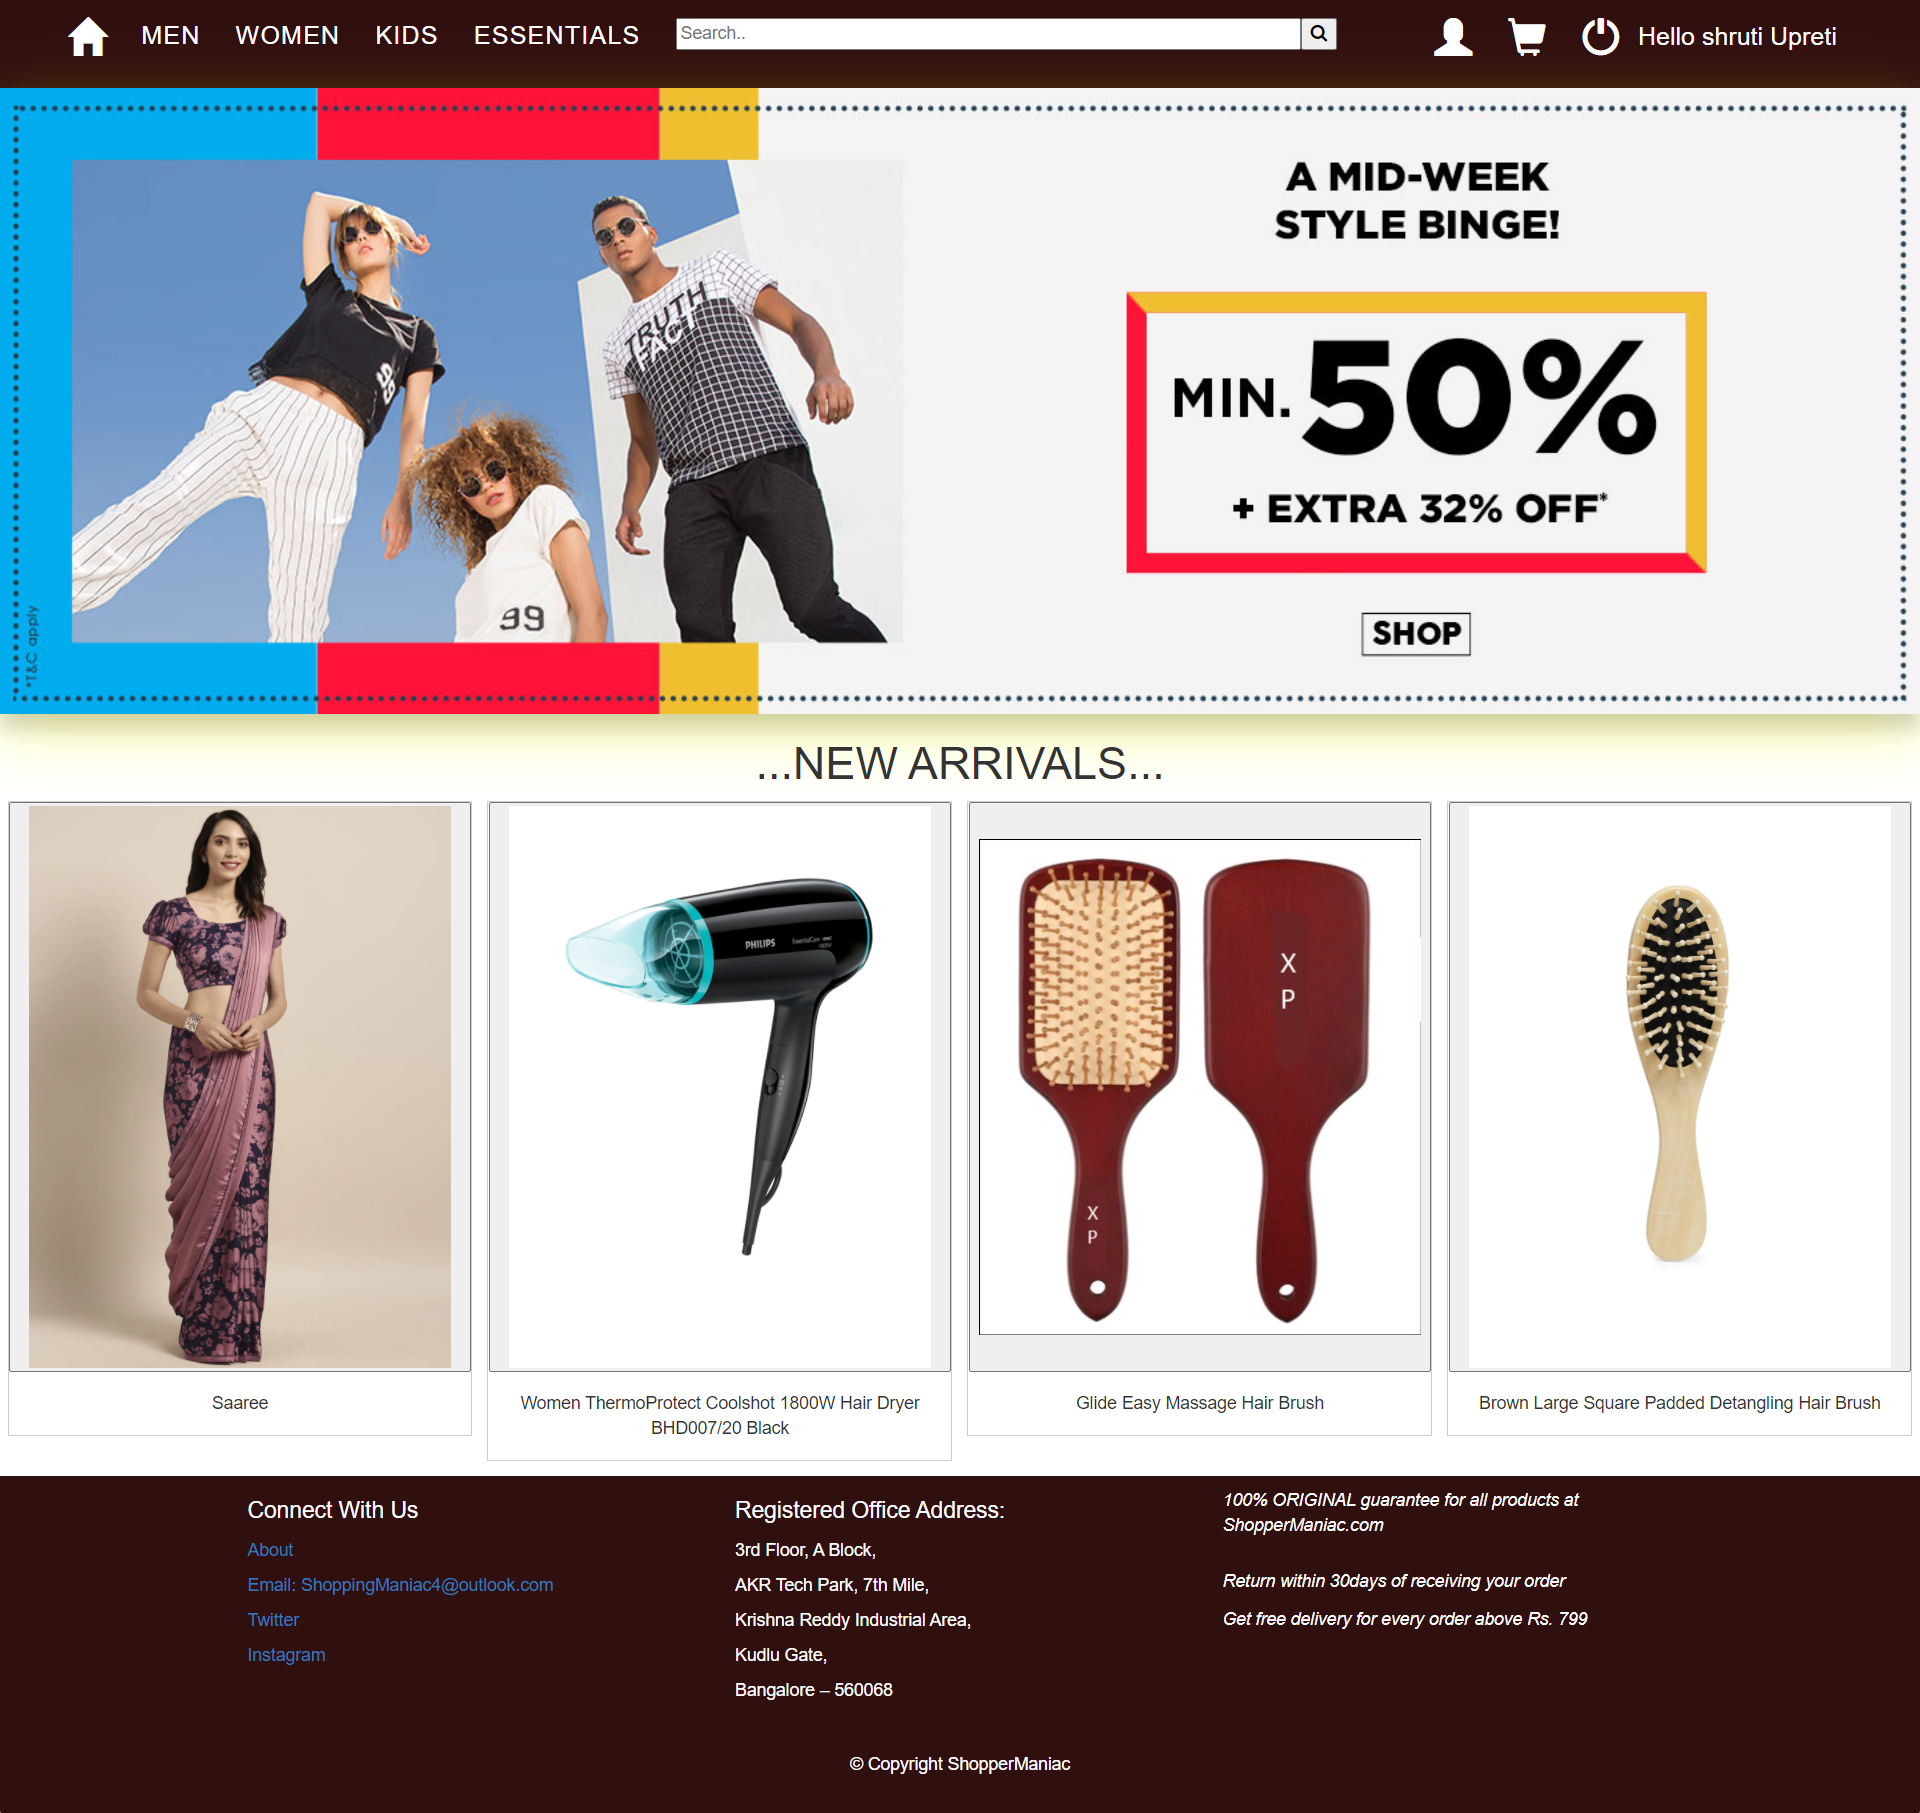 MEN WOMEN KIDS ESSENTIALS Search.. Hello shruti Upreti
A MID-WEEK
STYLE BINGE!
TRUTH
FACT
MIN. 50%
+ EXTRA 32% OFF*
99
SHOP
*T&C apply
...NEW ARRIVALS...
PHILIPS
X
P
X
P
Saaree
Women ThermoProtect Coolshot 1800W Hair Dryer
BHD007/20 Black
Glide Easy Massage Hair Brush
Brown Large Square Padded Detangling Hair Brush
Connect With Us
About
Email: ShoppingManiac4@outlook.com
Twitter
Instagram
Registered Office Address:
3rd Floor, A Block,
AKR Tech Park, 7th Mile,
Krishna Reddy Industrial Area,
Kudlu Gate,
Bangalore – 560068
100% ORIGINAL guarantee for all products at
ShopperManiac.com
Return within 30days of receiving your order
Get free delivery for every order above Rs. 799
© Copyright ShopperManiac